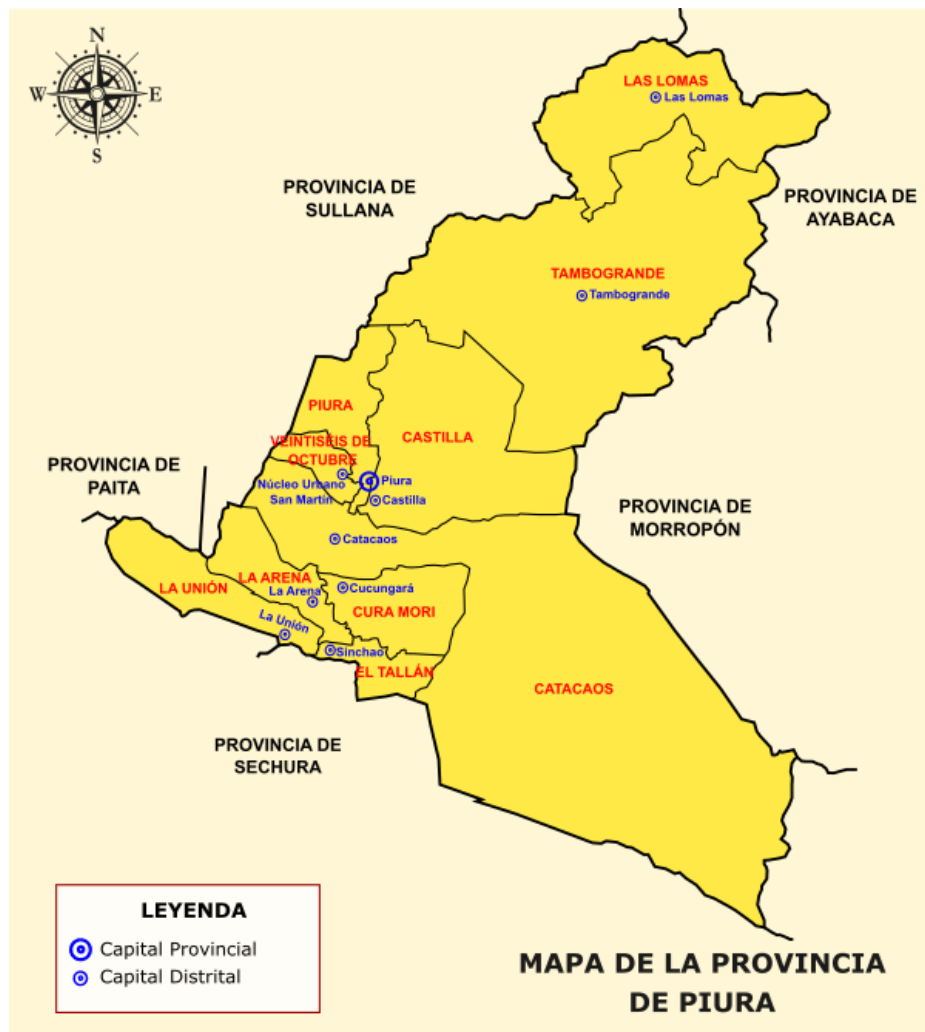 N
W
E
S
LAS LOMAS
Las Lomas
PROVINCIA DE
SULLANA
PROVINCIA DE
AYABACA
TAMBOGRANDE
Tambogrande
PIURA
CASTILLA
VEINTISÉIS DE
OCTUBRE
Núcleo Urbano
San Martín
Piura
Castilla
PROVINCIA DE
PAITA
PROVINCIA DE
MORROPÓN
Catacaos
LA ARENA
La Arena
LA UNIÓN
La Unión
Cucungará
CURA MORI
Sinchao
EL TALLÁN
CATACAOS
PROVINCIA DE
SECHURA
LEYENDA
Capital Provincial
Capital Distrital
MAPA DE LA PROVINCIA
DE PIURA